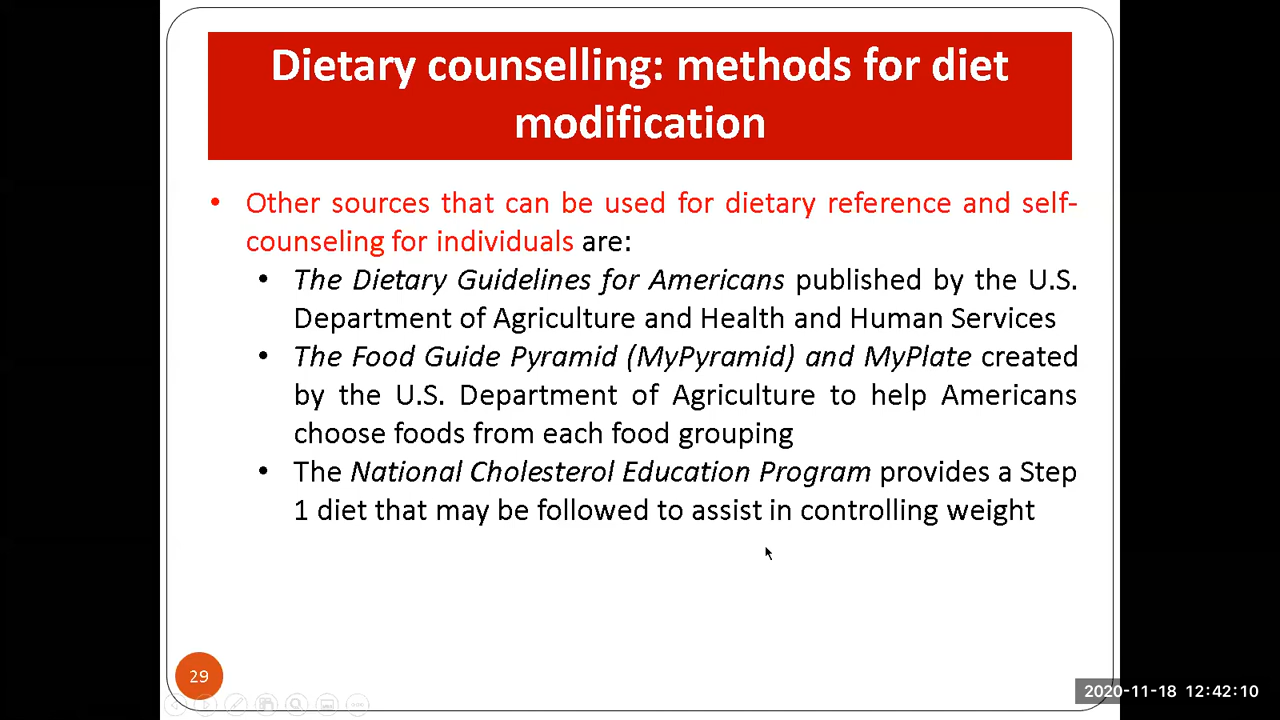 Dietary counselling: methods for diet
modification
• Other sources that can be used for dietary reference and self-
counseling for individuals are:
• The Dietary Guidelines for Americans published by the U.S.
Department of Agriculture and Health and Human Services
• The Food Guide Pyramid (MyPyramid) and MyPlate created
by the U.S. Department of Agriculture to help Americans
choose foods from each food grouping
• The National Cholesterol Education Program provides a Step
1 diet that may be followed to assist in controlling weight
29
2020-11-18 12:42:10